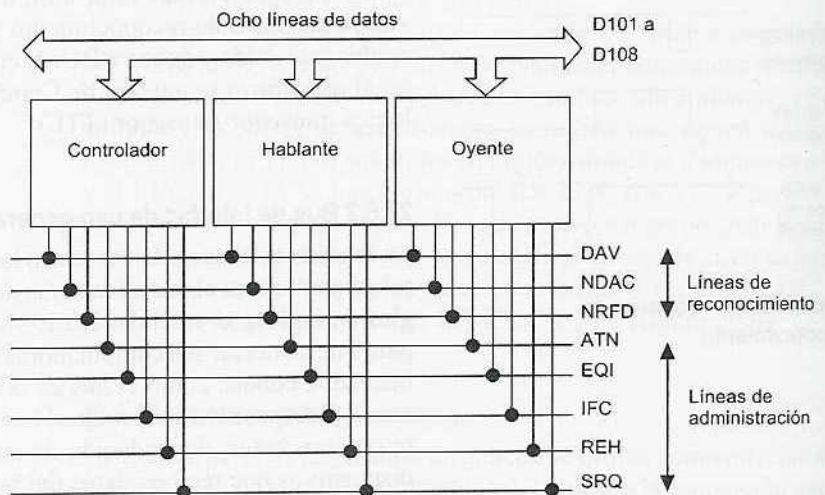 Ocho líneas de datos
D101 a
D108
Controlador
Hablante
Oyente
DAV
NDAC
NRFD
ATN
EQI
IFC
REH
SRQ
Líneas de
reconocimiento
Líneas de
administración